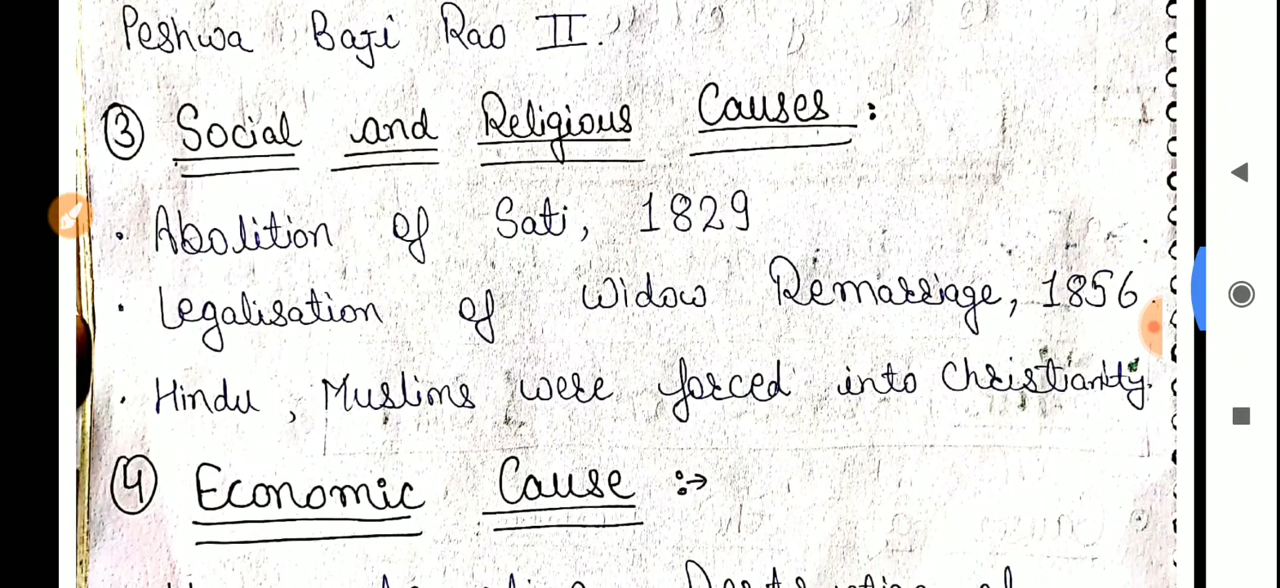 Peshwa Baji Rao II.
③ Social and Religious Causes :
• Abolition of Sati, 1829
• Legalisation of Widow Remarriage, 1856.
• Hindu, Muslims were forced into Christianity.
④ Economic Cause :→